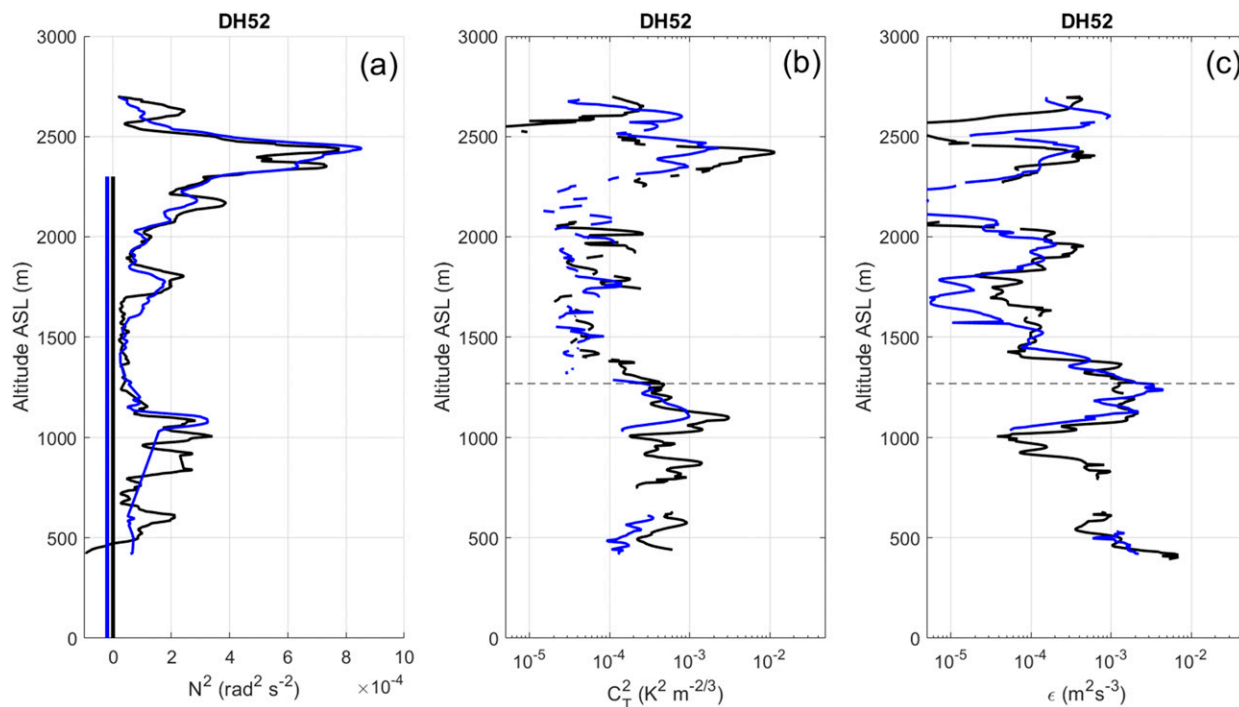 DH52
(a)
3000
2500
2000
1500
1000
500
0
Altitude ASL (m)
0 2 4 6 8 10
N² (rad² s⁻²) ×10⁻⁴
DH52
(b)
3000
2500
2000
1500
1000
500
0
Altitude ASL (m)
10⁻⁵ 10⁻⁴ 10⁻³ 10⁻²
C_T² (K² m⁻²/³)
DH52
(c)
3000
2500
2000
1500
1000
500
0
Altitude ASL (m)
10⁻⁵ 10⁻⁴ 10⁻³ 10⁻²
ϵ (m²s⁻³)